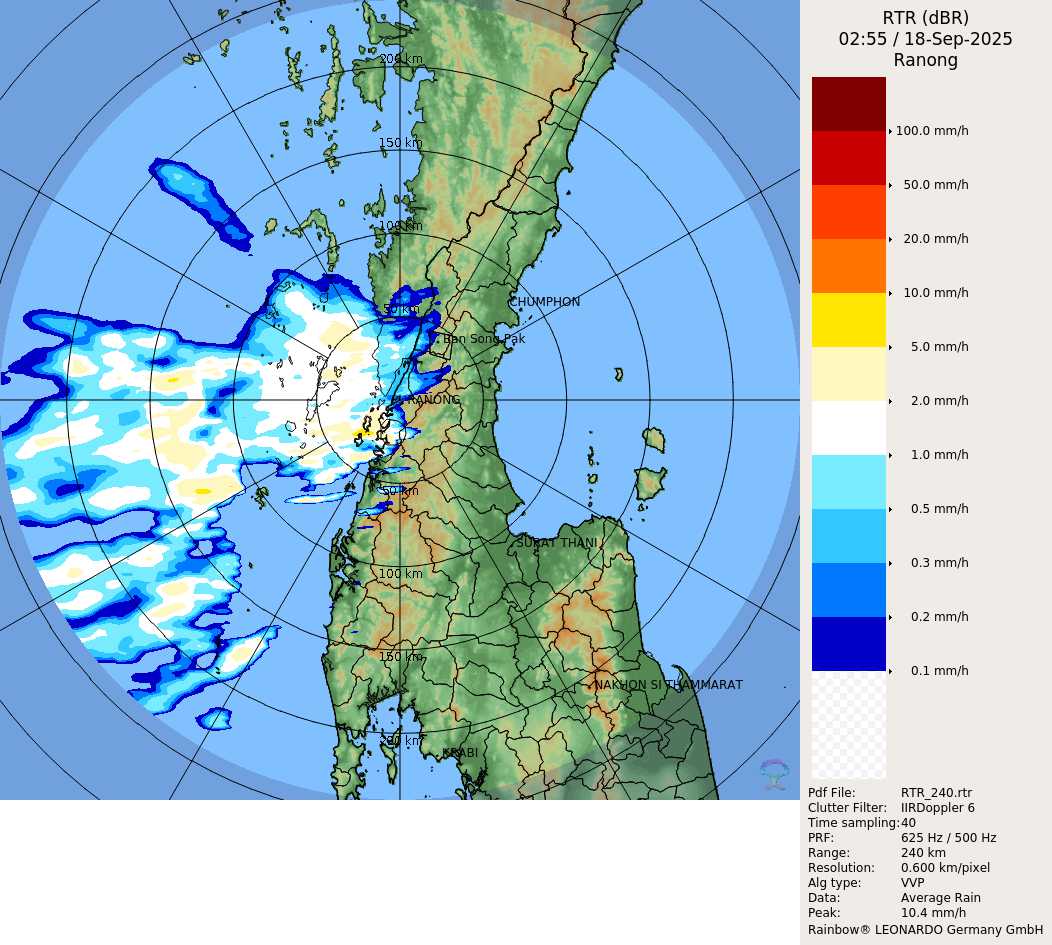 RTR (dBR)
02:55 / 18-Sep-2025
Ranong
200 km
150 km
100 km
50 km
CHUMPHON
Ban Song Pak
RANONG
50 km
SURAT THANI
100 km
150 km
NAKHON SI THAMMARAT
200 km
KRABI
100.0 mm/h
50.0 mm/h
20.0 mm/h
10.0 mm/h
5.0 mm/h
2.0 mm/h
1.0 mm/h
0.5 mm/h
0.3 mm/h
0.2 mm/h
0.1 mm/h
Pdf File: RTR_240.rtr
Clutter Filter: IIRDoppler 6
Time sampling:40
PRF: 625 Hz / 500 Hz
Range: 240 km
Resolution: 0.600 km/pixel
Alg type: VVP
Data: Average Rain
Peak: 10.4 mm/h
Rainbow® LEONARDO Germany GmbH